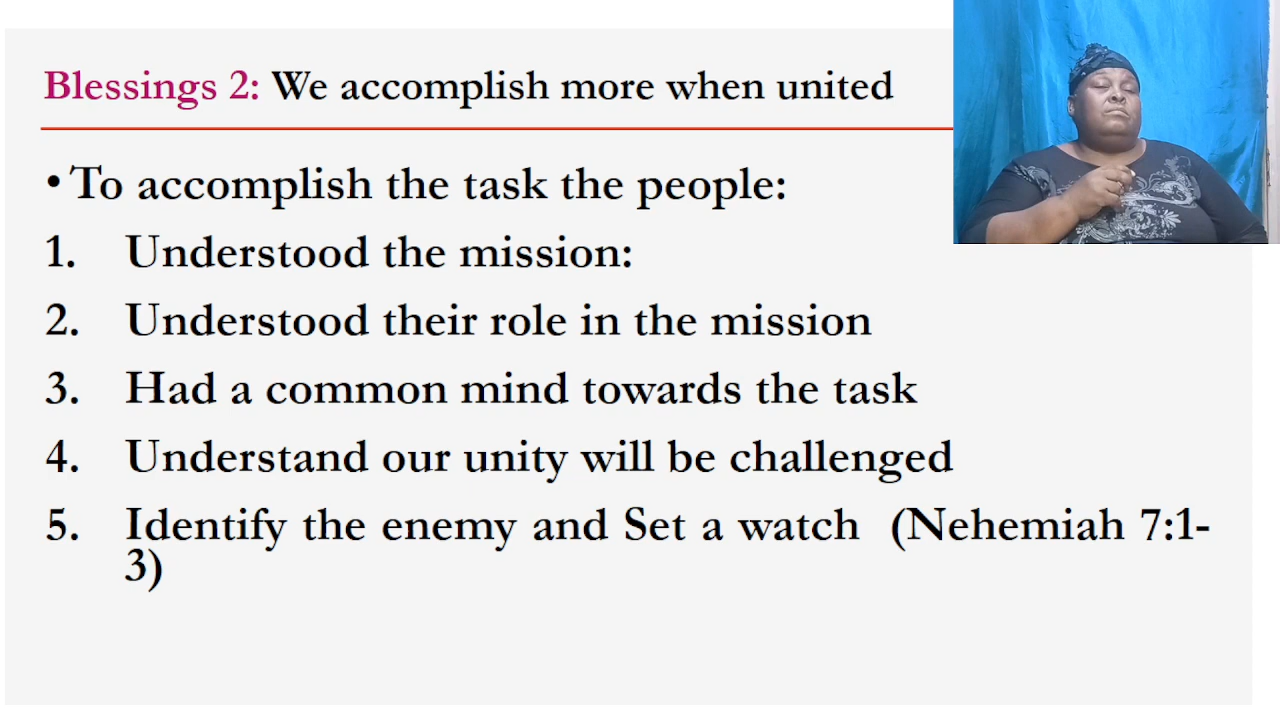 Blessings 2: We accomplish more when united
• To accomplish the task the people:
1. Understood the mission:
2. Understood their role in the mission
3. Had a common mind towards the task
4. Understand our unity will be challenged
5. Identify the enemy and Set a watch (Nehemiah 7:1-
3)